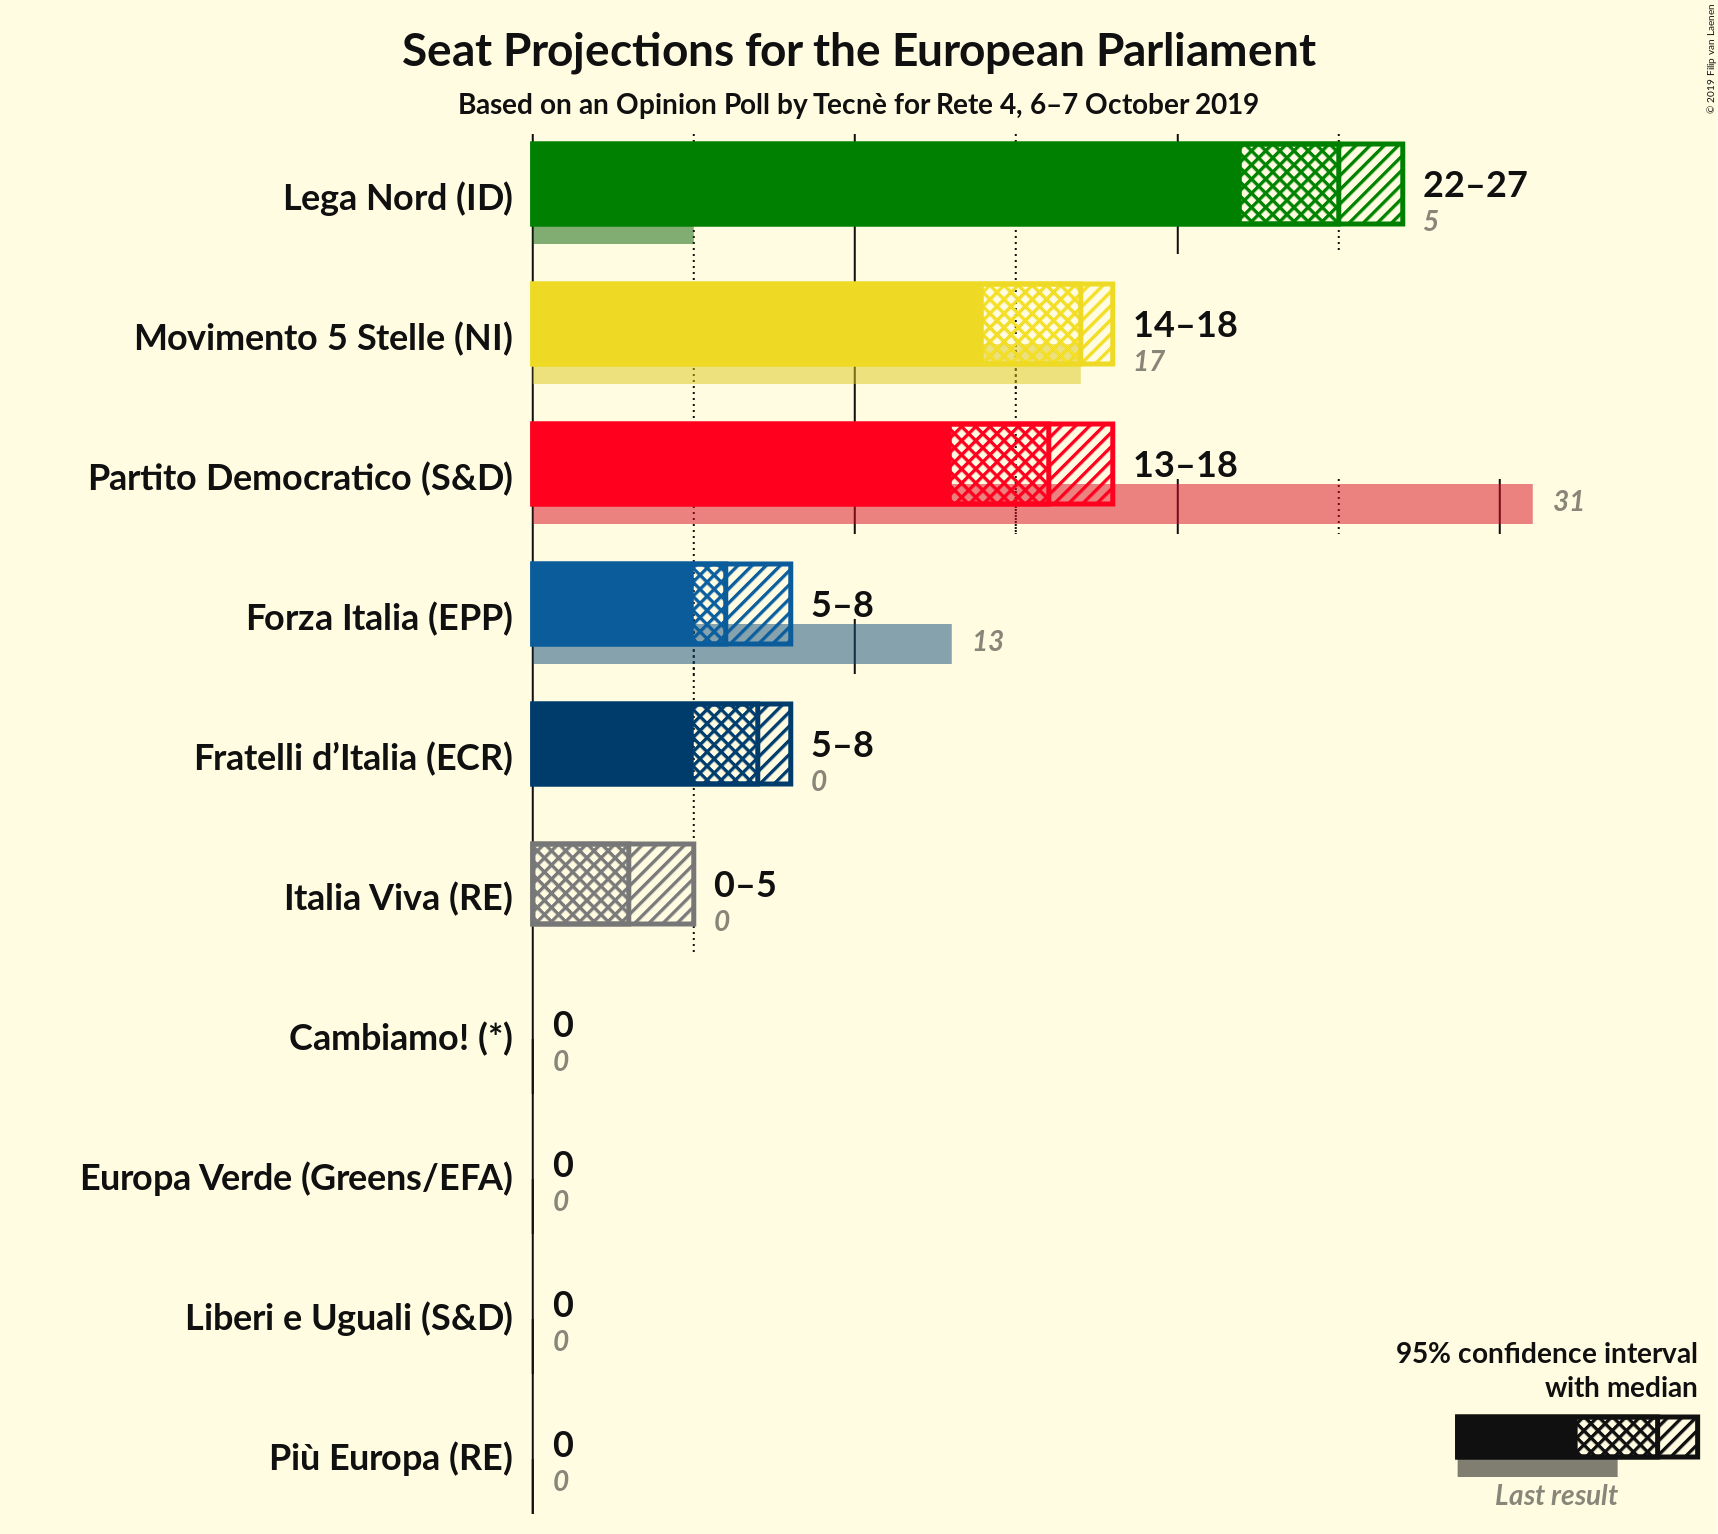 Seat Projections for the European Parliament
Based on an Opinion Poll by Tecnè for Rete 4, 6–7 October 2019
© 2019 Filip van Laenen
Lega Nord (ID)
22–27
5
Movimento 5 Stelle (NI)
14–18
17
Partito Democratico (S&D)
13–18
31
Forza Italia (EPP)
5–8
13
Fratelli d’Italia (ECR)
5–8
0
Italia Viva (RE)
0–5
0
Cambiamo! (*)
0
0
Europa Verde (Greens/EFA)
0
0
Liberi e Uguali (S&D)
0
0
Più Europa (RE)
0
0
95% confidence interval
with median
Last result